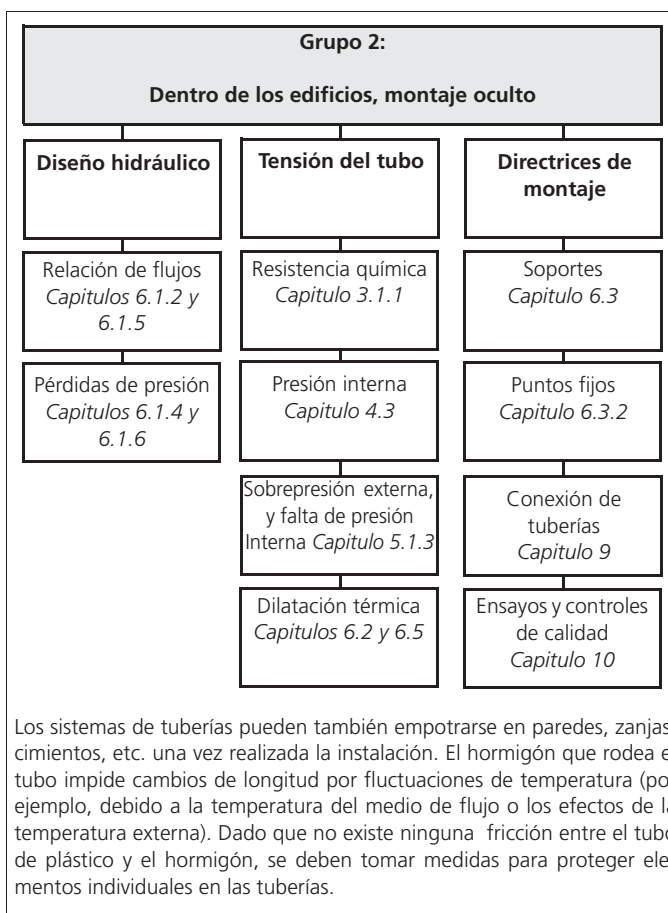 Grupo 2:
Dentro de los edificios, montaje oculto
Diseño hidráulico
Relación de flujos
Capitulos 6.1.2 y
6.1.5
Pérdidas de presión
Capitulos 6.1.4 y
6.1.6
Tensión del tubo
Resistencia química
Capitulo 3.1.1
Presión interna
Capitulo 4.3
Sobrepresión externa,
y falta de presión
Interna Capitulo 5.1.3
Dilatación térmica
Capitulos 6.2 y 6.5
Directrices de
montaje
Soportes
Capitulo 6.3
Puntos fijos
Capitulo 6.3.2
Conexión de
tuberías
Capitulo 9
Ensayos y controles
de calidad
Capitulo 10
Los sistemas de tuberías pueden también empotrarse en paredes, zanjas
cimientos, etc. una vez realizada la instalación. El hormigón que rodea e
tubo impide cambios de longitud por fluctuaciones de temperatura (po
ejemplo, debido a la temperatura del medio de flujo o los efectos de la
temperatura externa). Dado que no existe ninguna fricción entre el tubo
de plástico y el hormigón, se deben tomar medidas para proteger ele
mentos individuales en las tuberías.